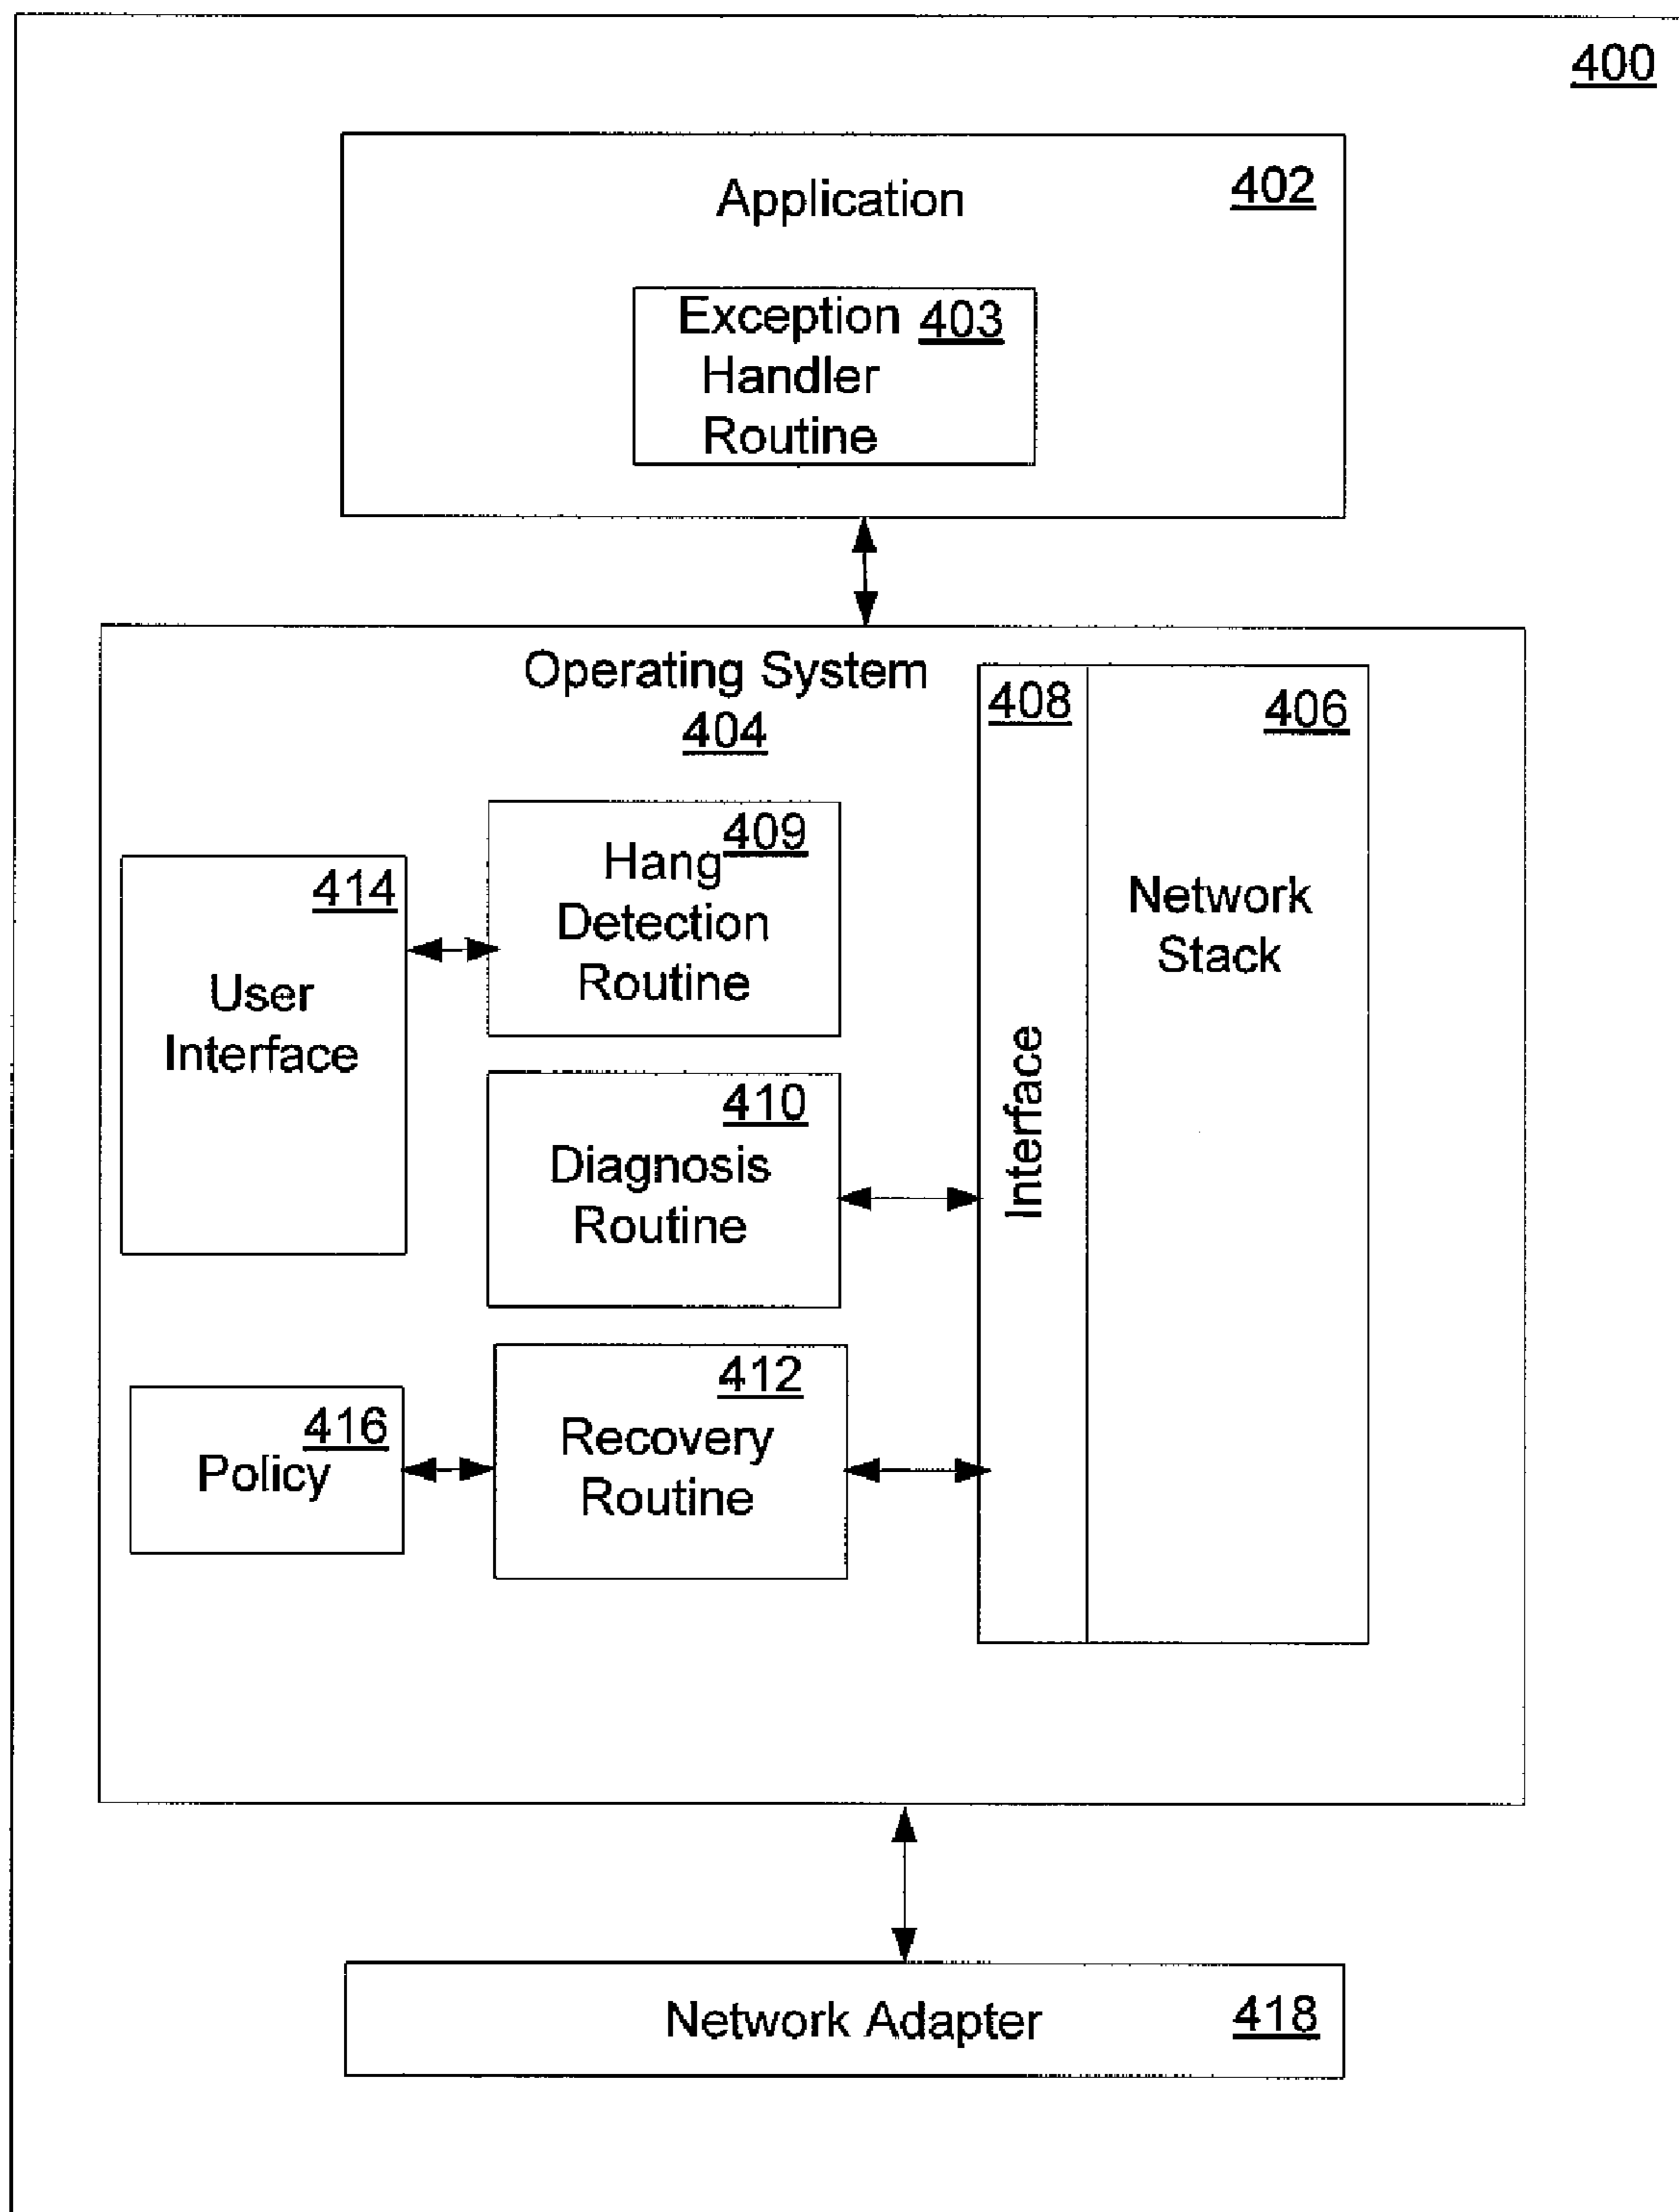 400
Application
402
Exception 403
Handler
Routine
Operating System
404
408
406
Network
Stack
Interface
409
Hang
Detection
Routine
414
User
Interface
410
Diagnosis
Routine
412
Recovery
Routine
416
Policy
Network Adapter
418